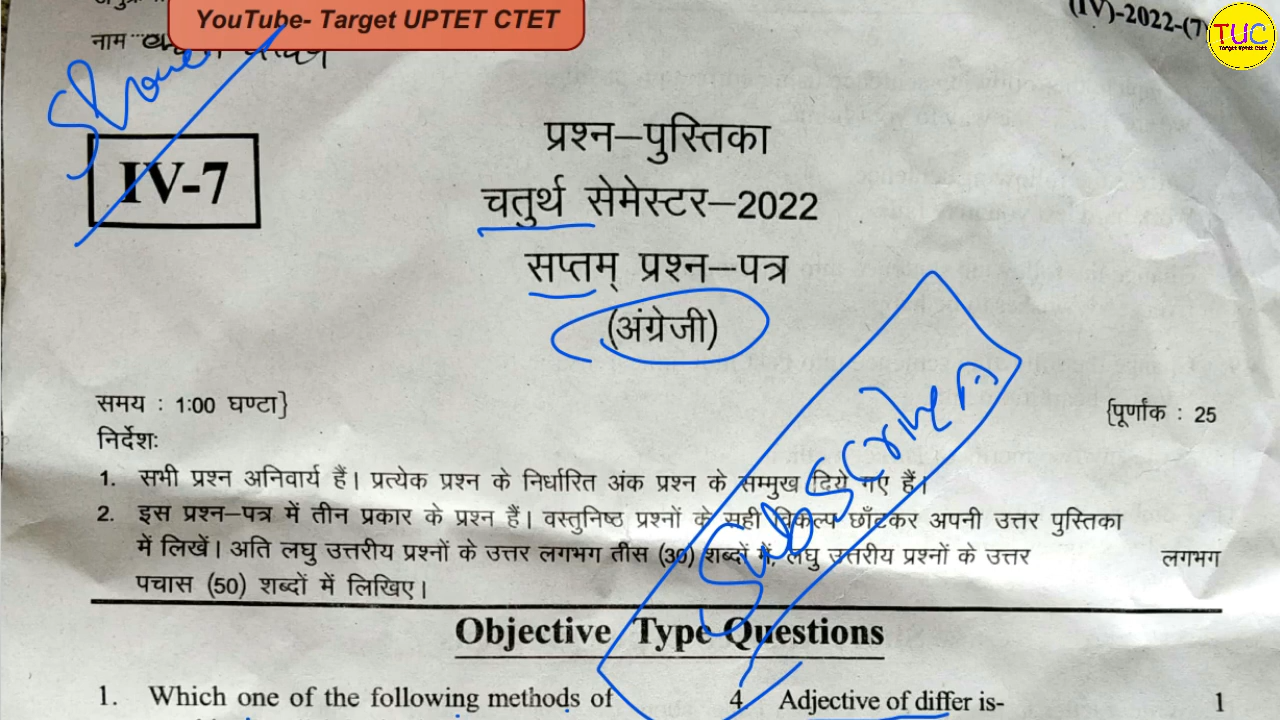 YouTube- Target UPTET CTET
(IV)-2022-(7)
TUC
Target Uptet Ctet
नाम
Share
IV-7
प्रश्न–पुस्तिका
चतुर्थ सेमेस्टर–2022
सप्तम् प्रश्न–पत्र
(अंग्रेजी)
समय : 1:00 घण्टा}
{पूर्णांक : 25
निर्देशः
1. सभी प्रश्न अनिवार्य हैं। प्रत्येक प्रश्न के निर्धारित अंक प्रश्न के सम्मुख दिये गए हैं।
2. इस प्रश्न–पत्र में तीन प्रकार के प्रश्न हैं। वस्तुनिष्ठ प्रश्नों के सही विकल्प छाँटकर अपनी उत्तर पुस्तिका
में लिखें। अति लघु उत्तरीय प्रश्नों के उत्तर लगभग तीस (30) शब्दों में, लघु उत्तरीय प्रश्नों के उत्तर लगभग
पचास (50) शब्दों में लिखिए।
Subscribe
Objective Type Questions
1. Which one of the following methods of
4 Adjective of differ is- 1